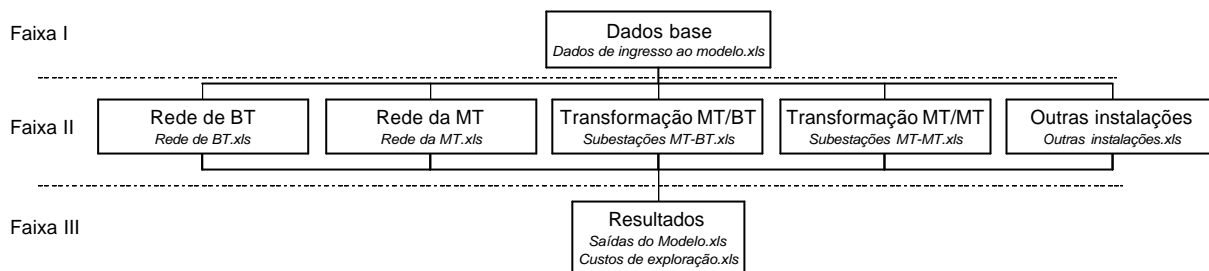 Faixa I
Dados base
Dados de ingresso ao modelo.xls
Faixa II
Rede de BT
Rede de BT.xls
Rede da MT
Rede da MT.xls
Transformação MT/BT
Subestações MT-BT.xls
Transformação MT/MT
Subestações MT-MT.xls
Outras instalações
Outras instalações.xls
Faixa III
Resultados
Saídas do Modelo.xls
Custos de exploração.xls